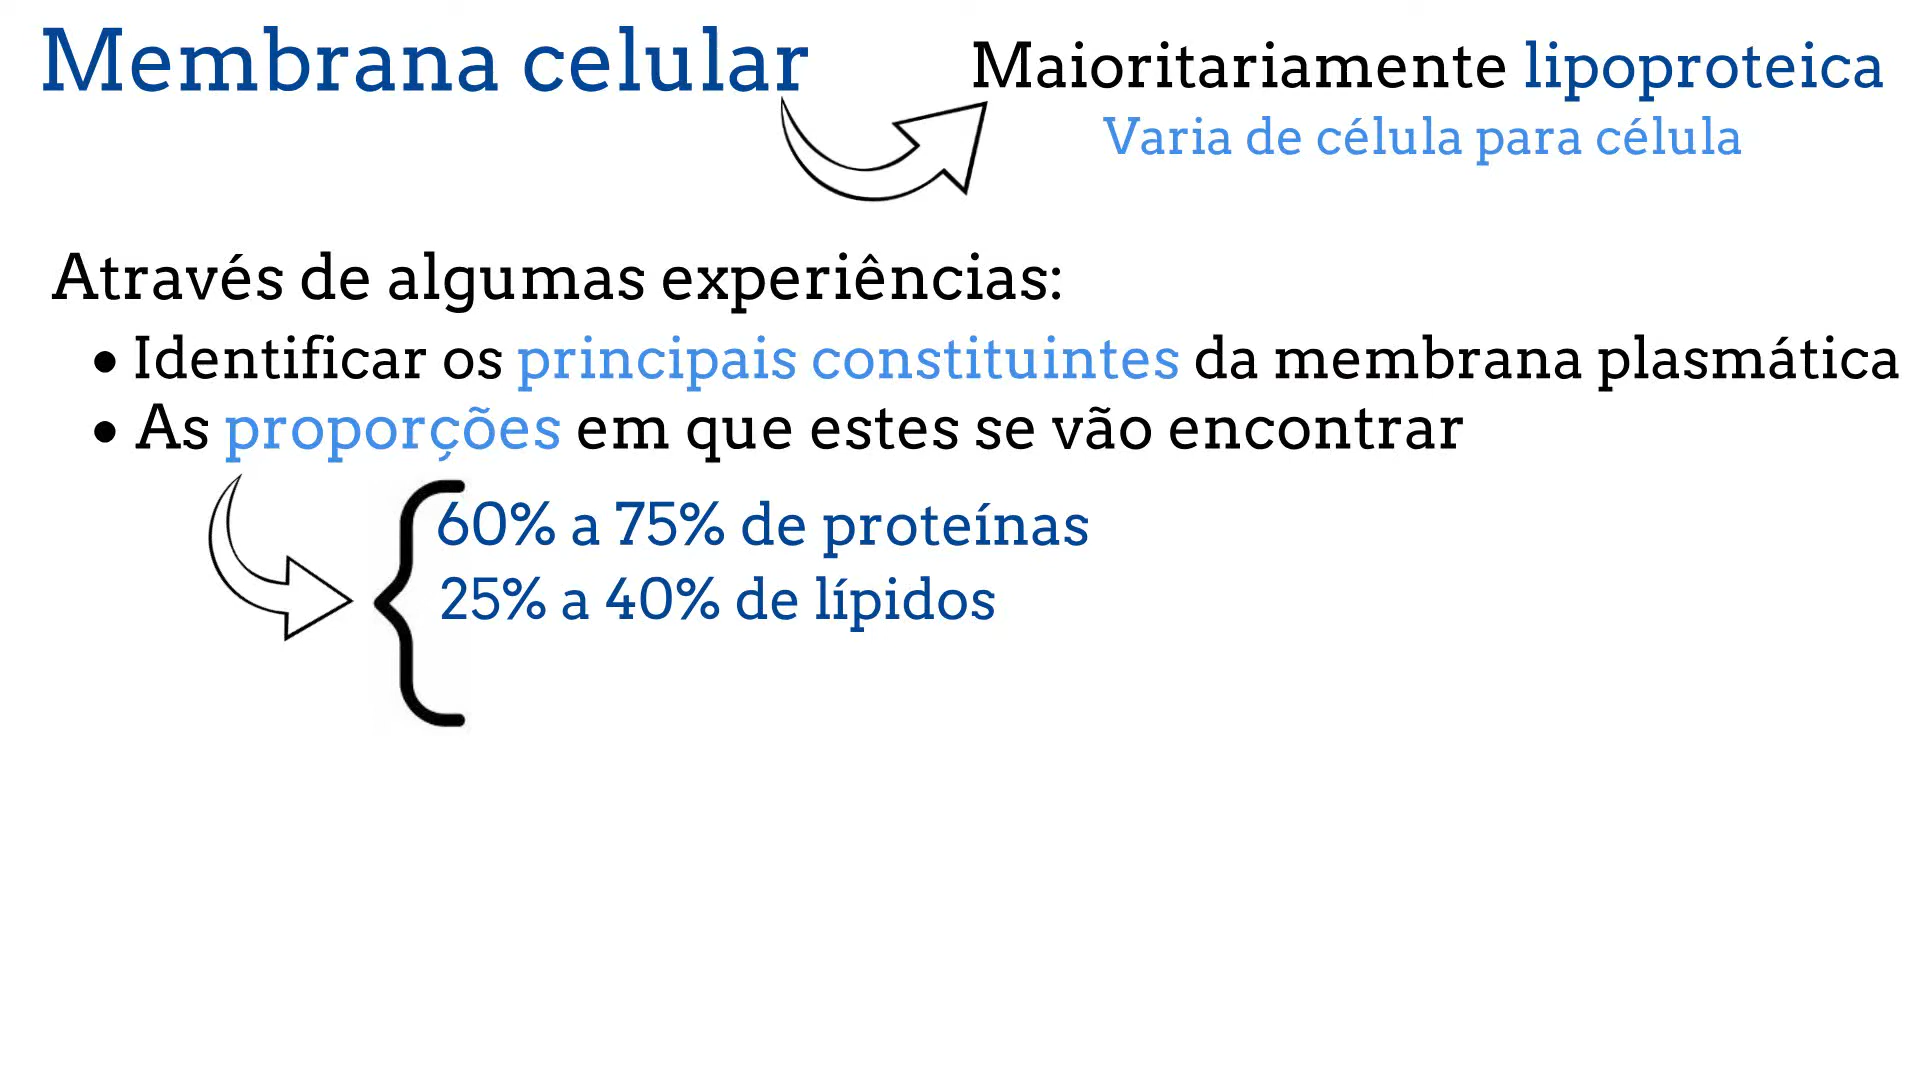 Membrana celular
Maioritariamente lipoproteica
Varia de célula para célula
Através de algumas experiências:
• Identificar os principais constituintes da membrana plasmática
• As proporções em que estes se vão encontrar
60% a 75% de proteínas
25% a 40% de lípidos